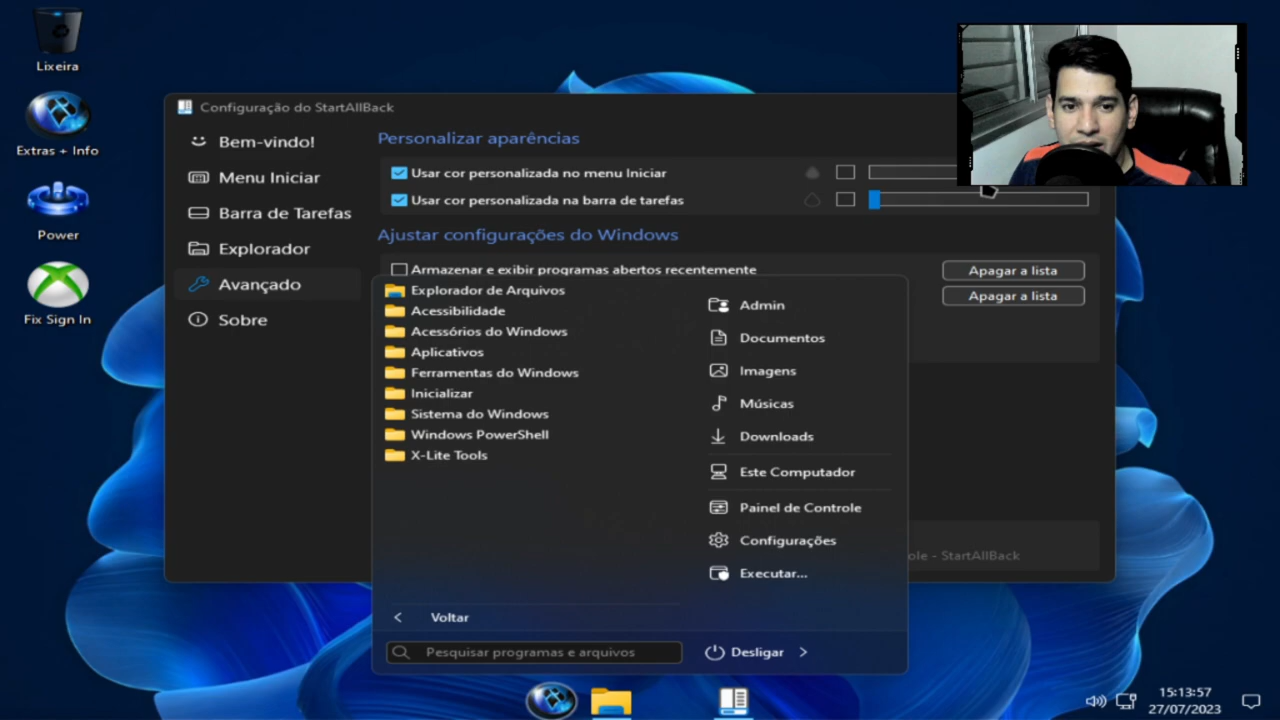 Lixeira
Extras + Info
Power
Fix Sign In
Configuração do StartAllBack
Bem-vindo!
Menu Iniciar
Barra de Tarefas
Explorador
Avançado
Sobre
Personalizar aparências
Usar cor personalizada no menu Iniciar
Usar cor personalizada na barra de tarefas
Ajustar configurações do Windows
Armazenar e exibir programas abertos recentemente
Apagar a lista
Apagar a lista
Explorador de Arquivos
Acessibilidade
Acessórios do Windows
Aplicativos
Ferramentas do Windows
Inicializar
Sistema do Windows
Windows PowerShell
X-Lite Tools
Admin
Documentos
Imagens
Músicas
Downloads
Este Computador
Painel de Controle
Configurações
Executar...
- StartAllBack
Voltar
Pesquisar programas e arquivos
Desligar
15:13:57
27/07/2023